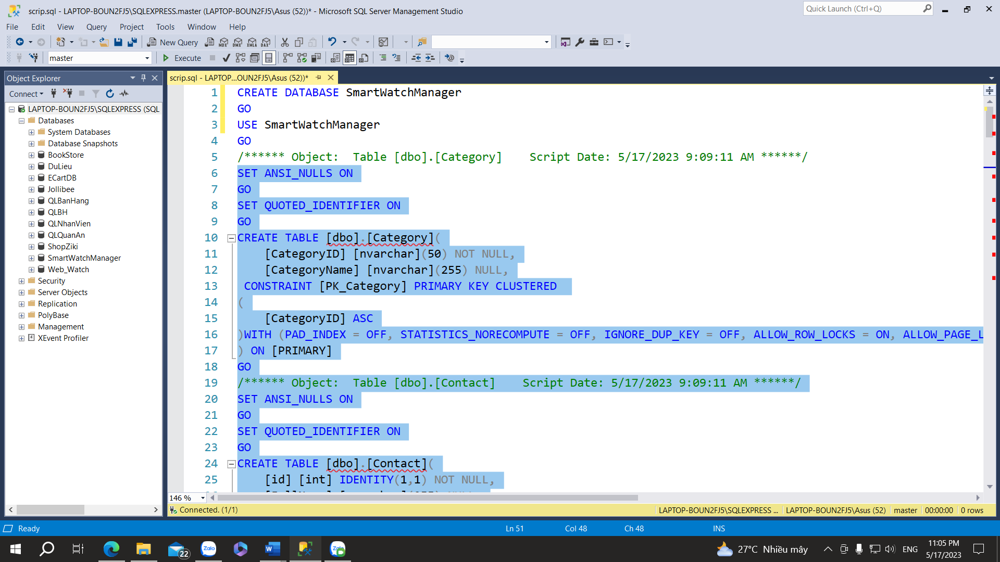 scrip.sql - LAPTOP-BOUN2FJ5\SQLEXPRESS.master (LAPTOP-BOUN2FJ5\Asus (52))* - Microsoft SQL Server Management Studio
Quick Launch (Ctrl+Q)
File Edit View Query Project Tools Window Help
New Query
MDX DMX XMLA DAX
master
Execute
Object Explorer
scrip.sql - LAPTOP...OUN2FJ5\Asus (52))*
Connect
LAPTOP-BOUN2FJ5\SQLEXPRESS (SQL
Databases
System Databases
Database Snapshots
BookStore
DuLieu
ECartDB
Jollibee
QLBanHang
QLBH
QLNhanVien
QLQuanAn
ShopZiki
SmartWatchManager
Web_Watch
Security
Server Objects
Replication
PolyBase
Management
XEvent Profiler
1 CREATE DATABASE SmartWatchManager
2 GO
3 USE SmartWatchManager
4 GO
5 /****** Object:  Table [dbo].[Category]    Script Date: 5/17/2023 9:09:11 AM ******/
6 SET ANSI_NULLS ON
7 GO
8 SET QUOTED_IDENTIFIER ON
9 GO
10 CREATE TABLE [dbo].[Category](
11 [CategoryID] [nvarchar](50) NOT NULL,
12 [CategoryName] [nvarchar](255) NULL,
13 CONSTRAINT [PK_Category] PRIMARY KEY CLUSTERED
14 (
15 [CategoryID] ASC
16 )WITH (PAD_INDEX = OFF, STATISTICS_NORECOMPUTE = OFF, IGNORE_DUP_KEY = OFF, ALLOW_ROW_LOCKS = ON, ALLOW_PAGE_L
17 ) ON [PRIMARY]
18 GO
19 /****** Object:  Table [dbo].[Contact]    Script Date: 5/17/2023 9:09:11 AM ******/
20 SET ANSI_NULLS ON
21 GO
22 SET QUOTED_IDENTIFIER ON
23 GO
24 CREATE TABLE [dbo].[Contact](
25 [id] [int] IDENTITY(1,1) NOT NULL,
146 %
Connected. (1/1)
LAPTOP-BOUN2FJ5\SQLEXPRESS ... LAPTOP-BOUN2FJ5\Asus (52) master 00:00:00 0 rows
Ready
Ln 51 Col 48 Ch 48 INS
22
Zalo
W
27°C Nhiều mây
ENG
11:05 PM
5/17/2023